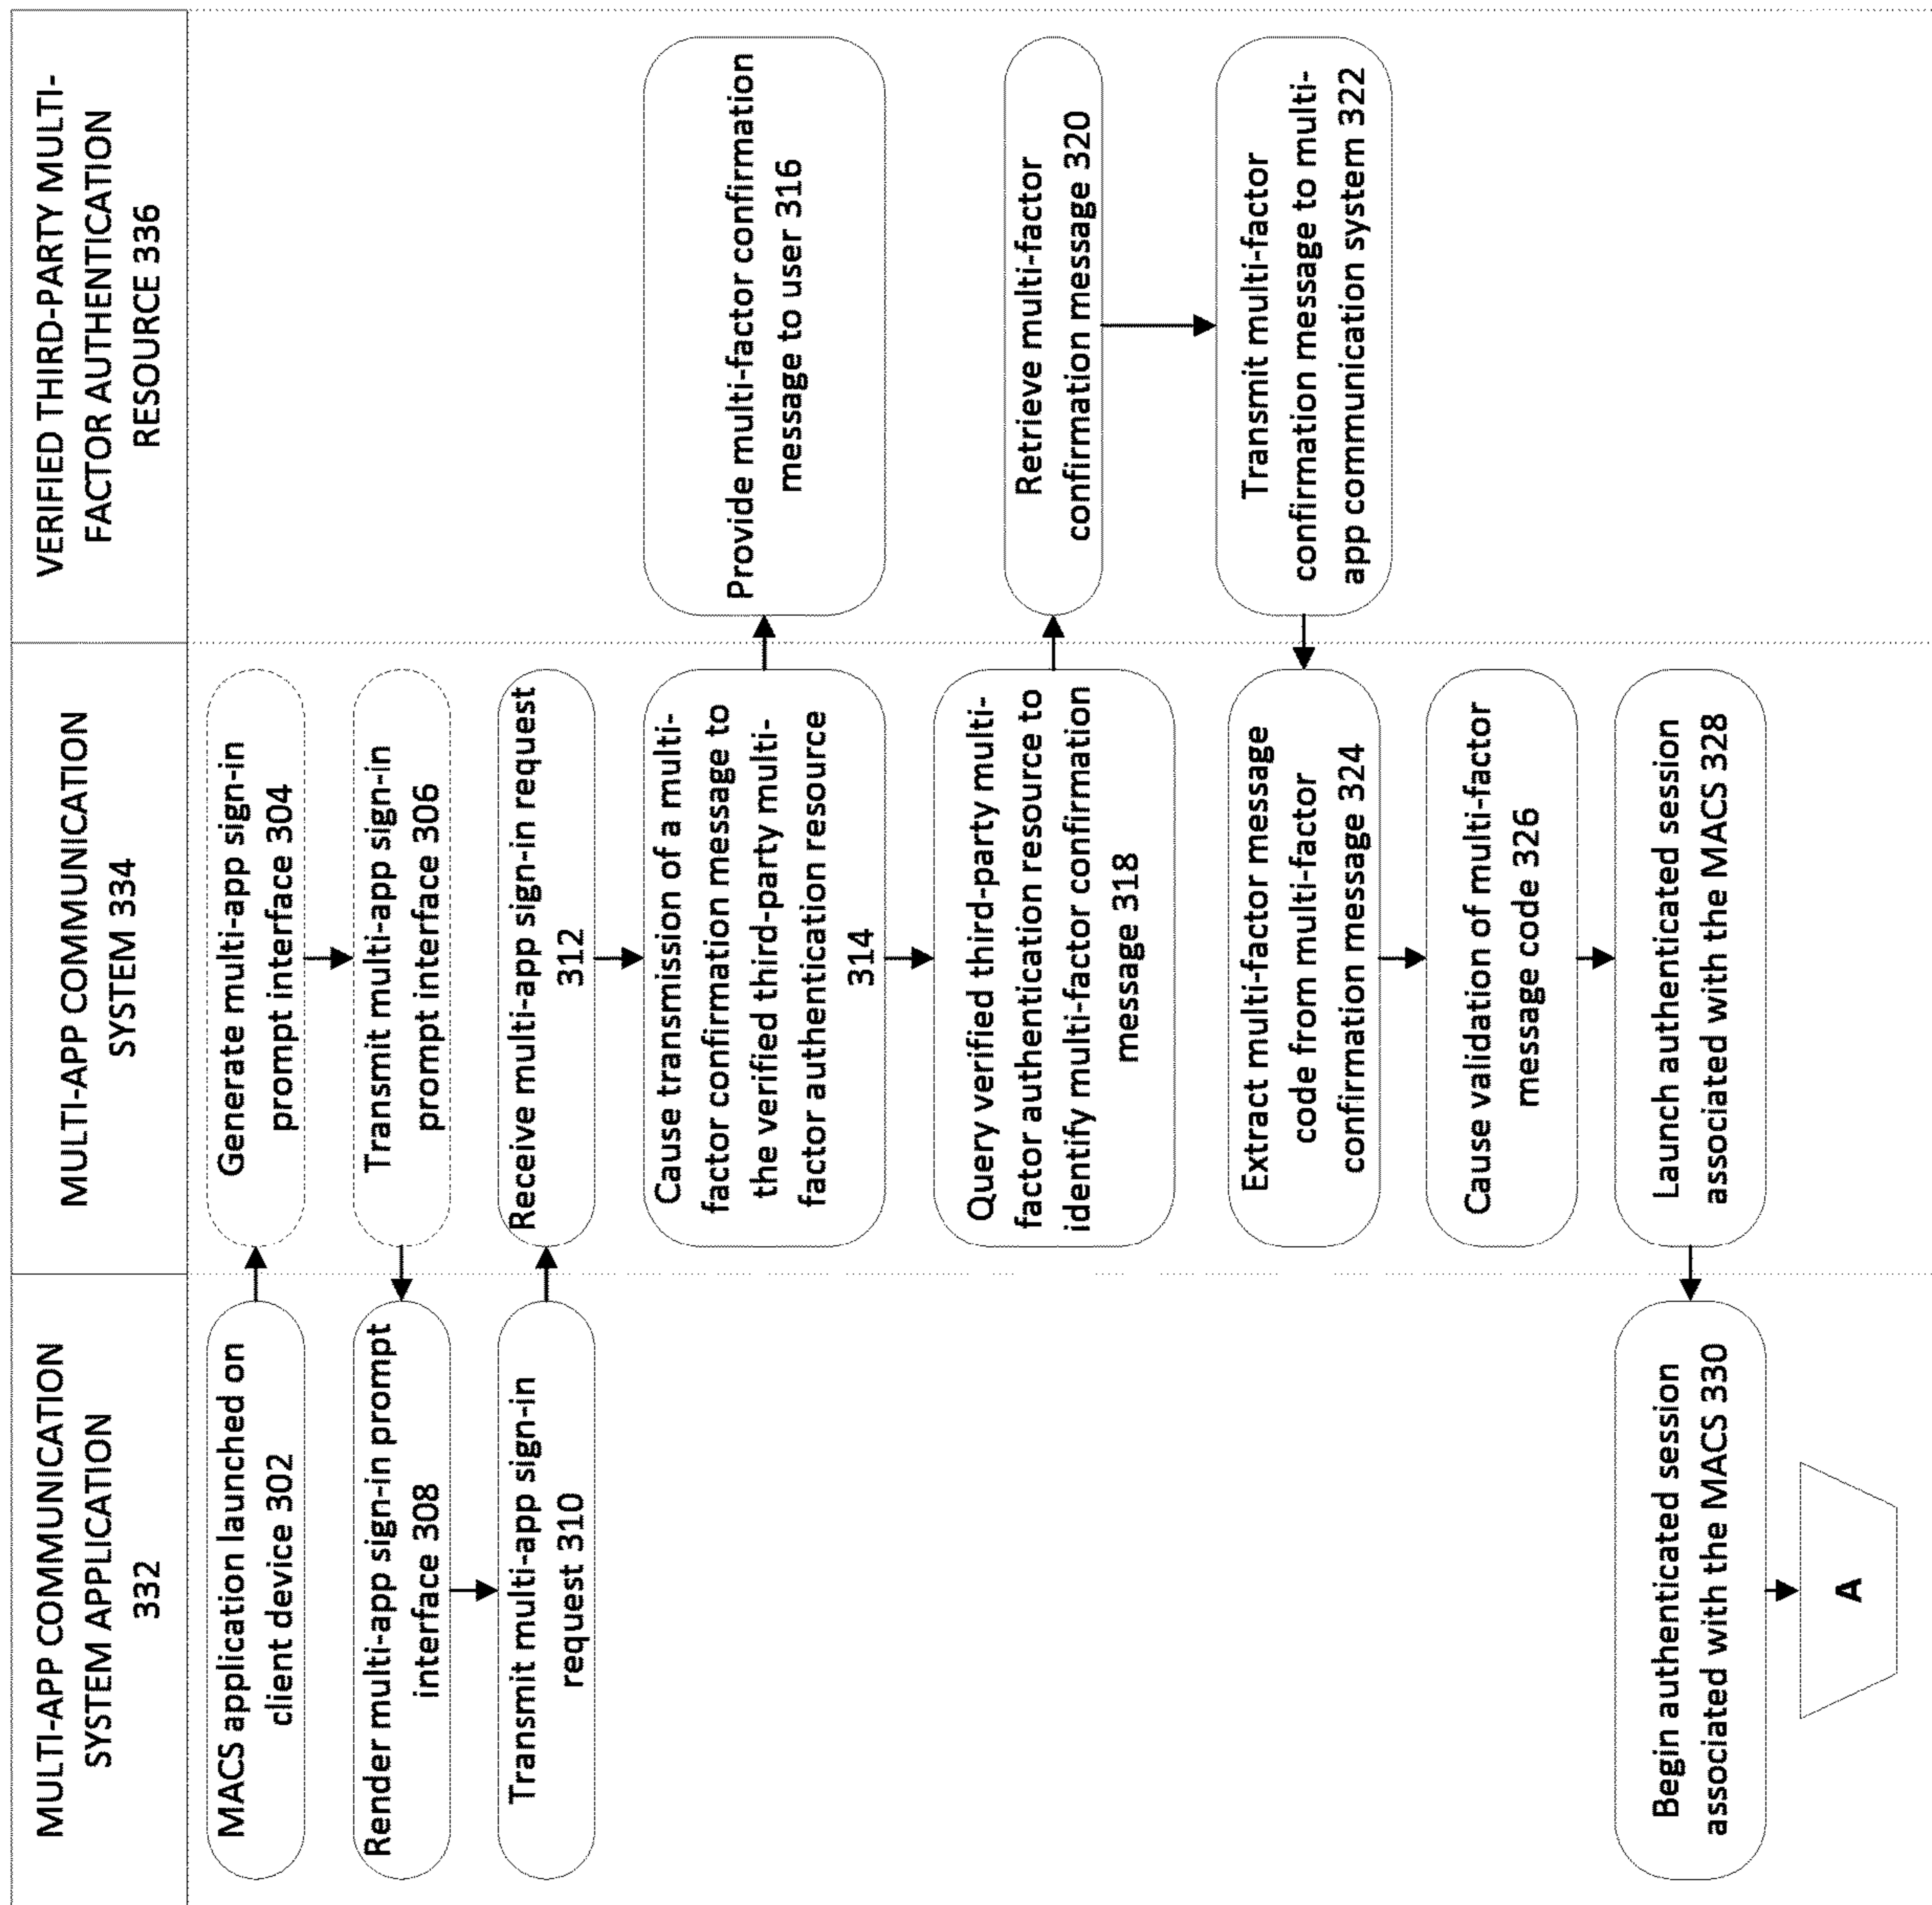 MULTI-APP COMMUNICATION
SYSTEM APPLICATION
332
MULTI-APP COMMUNICATION
SYSTEM 334
VERIFIED THIRD-PARTY MULTI-
FACTOR AUTHENTICATION
RESOURCE 336
MACS application launched on
client device 302
Generate multi-app sign-in
prompt interface 304
Transmit multi-app sign-in
prompt interface 306
Render multi-app sign-in prompt
interface 308
Transmit multi-app sign-in
request 310
Receive multi-app sign-in request
312
Cause transmission of a multi-
factor confirmation message to
the verified third-party multi-
factor authentication resource
314
Provide multi-factor confirmation
message to user 316
Query verified third-party multi-
factor authentication resource to
identify multi-factor confirmation
message 318
Retrieve multi-factor
confirmation message 320
Transmit multi-factor
confirmation message to multi-
app communication system 322
Extract multi-factor message
code from multi-factor
confirmation message 324
Cause validation of multi-factor
message code 326
Launch authenticated session
associated with the MACS 328
Begin authenticated session
associated with the MACS 330
A